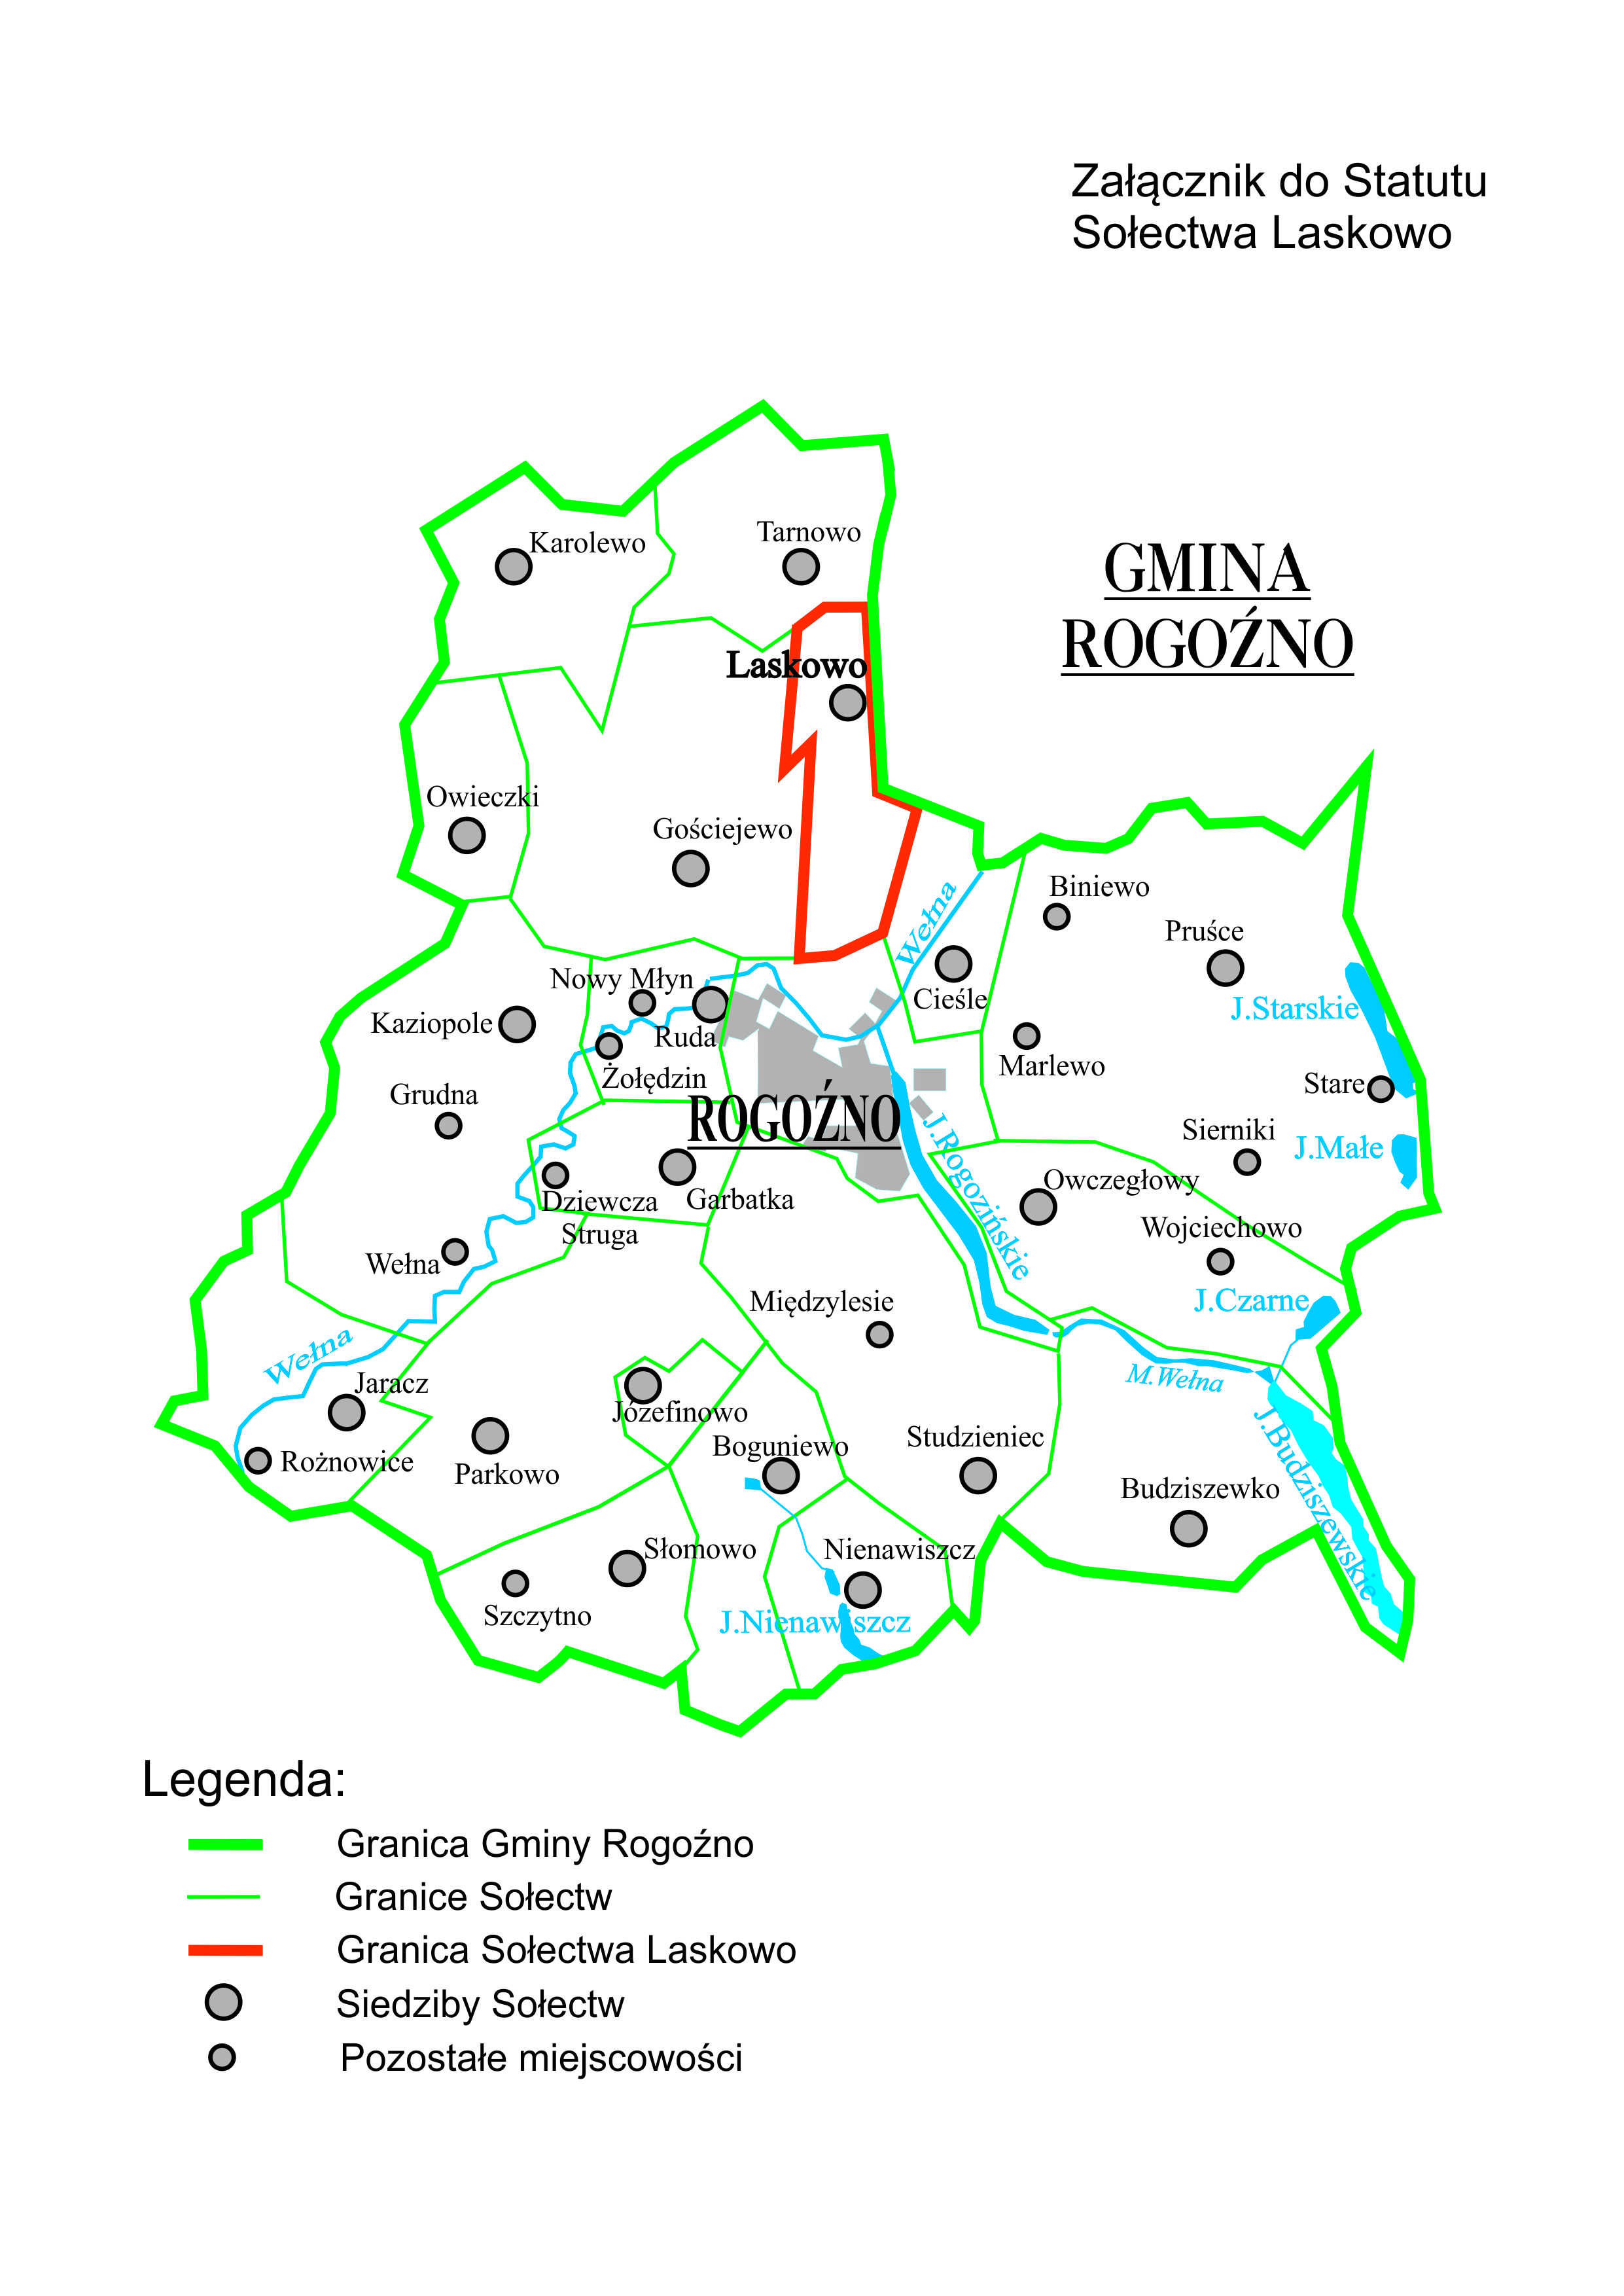 Załącznik do Statutu
Sołectwa Laskowo
GMINA
ROGOŹNO
Karolewo
Tarnowo
Laskowo
Owieczki
Gościejewo
Wełna
Biniewo
Pruśce
Nowy Młyn
Cieśle
J.Starskie
Kaziopole
Ruda
Marlewo
Żołędzin
Stare
Grudna
ROGOŹNO
J.Rogozińskie
Sierniki
J.Małe
Owczegłowy
Dziewcza
Struga
Garbatka
Wojciechowo
Wełna
J.Czarne
Międzylesie
Wełna
M.Wełna
Jaracz
Józefinowo
J.Budziszewskie
Boguniewo
Studzieniec
Rożnowice
Parkowo
Budziszewko
Słomowo
Nienawiszcz
Szczytno
J.Nienawiszcz
Legenda:
Granica Gminy Rogoźno
Granice Sołectw
Granica Sołectwa Laskowo
Siedziby Sołectw
Pozostałe miejscowości